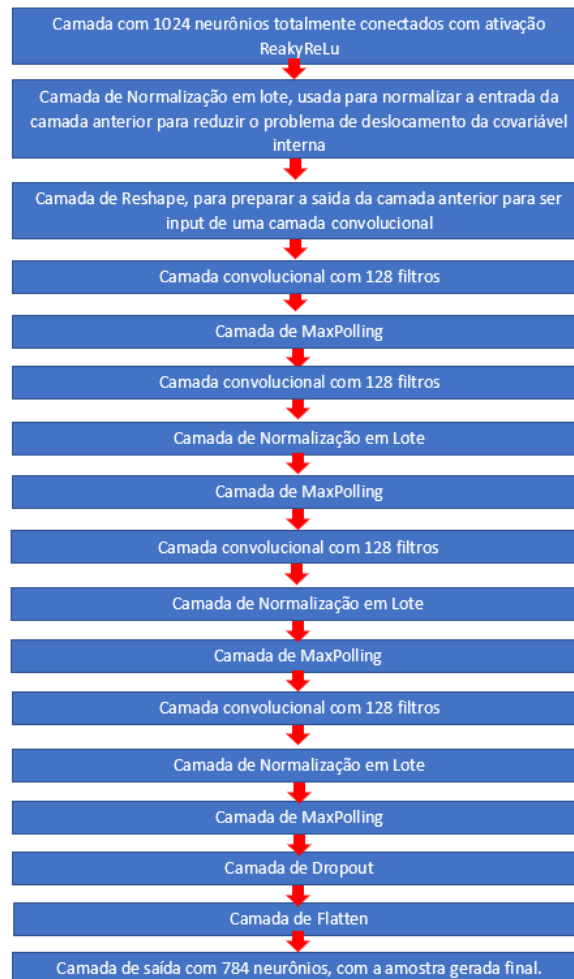 Camada com 1024 neurônios totalmente conectados com ativação
ReakyReLu
Camada de Normalização em lote, usada para normalizar a entrada da
camada anterior para reduzir o problema de deslocamento da covariável
interna
Camada de Reshape, para preparar a saida da camada anterior para ser
input de uma camada convolucional
Camada convolucional com 128 filtros
Camada de MaxPolling
Camada convolucional com 128 filtros
Camada de Normalização em Lote
Camada de MaxPolling
Camada convolucional com 128 filtros
Camada de Normalização em Lote
Camada de MaxPolling
Camada convolucional com 128 filtros
Camada de Normalização em Lote
Camada de MaxPolling
Camada de Dropout
Camada de Flatten
Camada de saída com 784 neurônios, com a amostra gerada final.